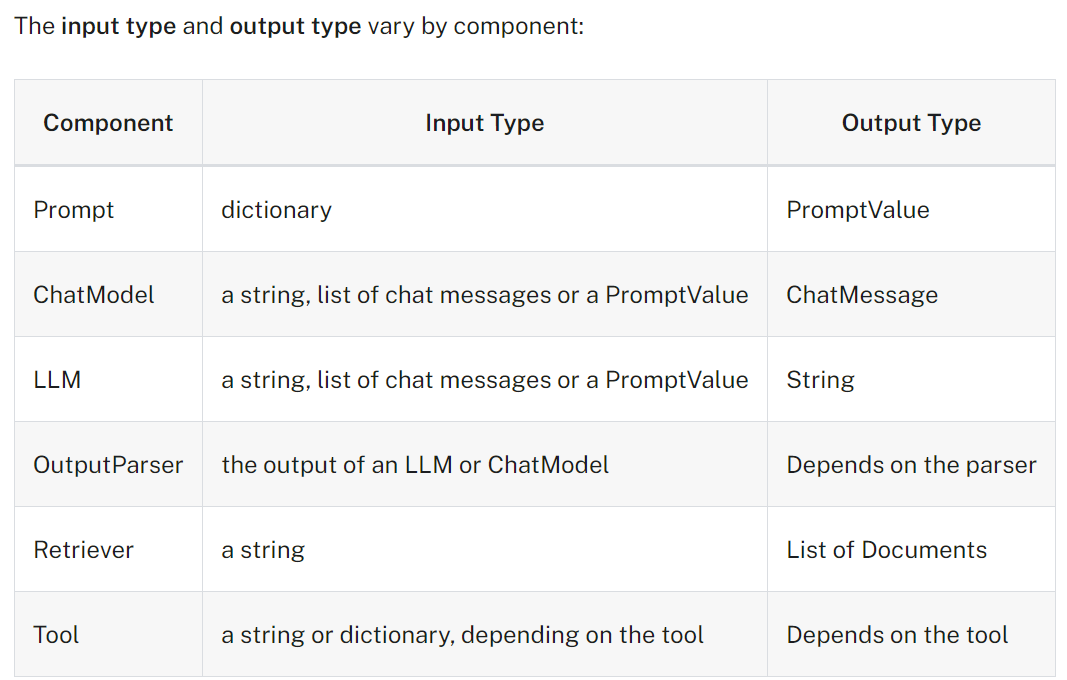 The input type and output type vary by component:
Component Input Type Output Type
Prompt dictionary PromptValue
ChatModel a string, list of chat messages or a PromptValue ChatMessage
LLM a string, list of chat messages or a PromptValue String
OutputParser the output of an LLM or ChatModel Depends on the parser
Retriever a string List of Documents
Tool a string or dictionary, depending on the tool Depends on the tool